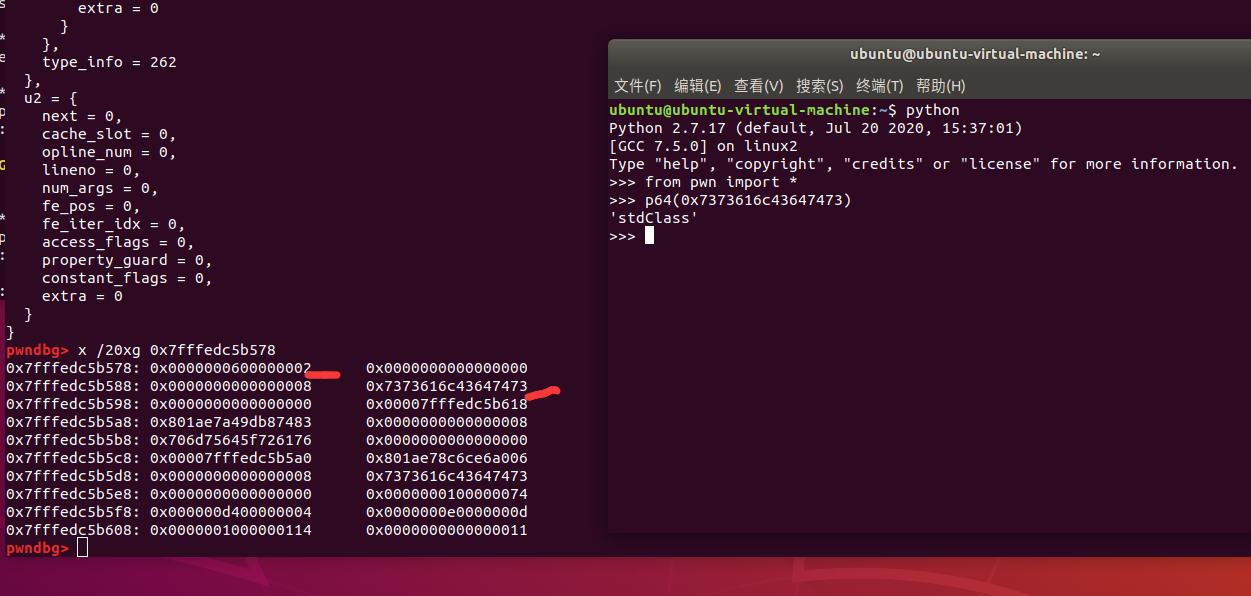 extra = 0
}
},
type_info = 262
},
u2 = {
next = 0,
cache_slot = 0,
opline_num = 0,
lineno = 0,
num_args = 0,
fe_pos = 0,
fe_iter_idx = 0,
access_flags = 0,
property_guard = 0,
constant_flags = 0,
extra = 0
}
}
pwndbg> x /20xg 0x7fffedc5b578
0x7fffedc5b578: 0x0000000600000002 0x0000000000000000
0x7fffedc5b588: 0x0000000000000008 0x7373616c43647473
0x7fffedc5b598: 0x0000000000000000 0x00007fffedc5b618
0x7fffedc5b5a8: 0x801ae7a49db87483 0x0000000000000008
0x7fffedc5b5b8: 0x706d75645f726176 0x0000000000000000
0x7fffedc5b5c8: 0x00007fffedc5b5a0 0x801ae78c6ce6a006
0x7fffedc5b5d8: 0x0000000000000008 0x7373616c43647473
0x7fffedc5b5e8: 0x0000000000000000 0x0000000100000074
0x7fffedc5b5f8: 0x000000d400000004 0x0000000e0000000d
0x7fffedc5b608: 0x0000001000000114 0x0000000000000011
pwndbg>
ubuntu@ubuntu-virtual-machine: ~
文件(F) 编辑(E) 查看(V) 搜索(S) 终端(T) 帮助(H)
ubuntu@ubuntu-virtual-machine:~$ python
Python 2.7.17 (default, Jul 20 2020, 15:37:01)
[GCC 7.5.0] on linux2
Type "help", "copyright", "credits" or "license" for more information.
>>> from pwn import *
>>> p64(0x7373616c43647473)
'stdClass'
>>>